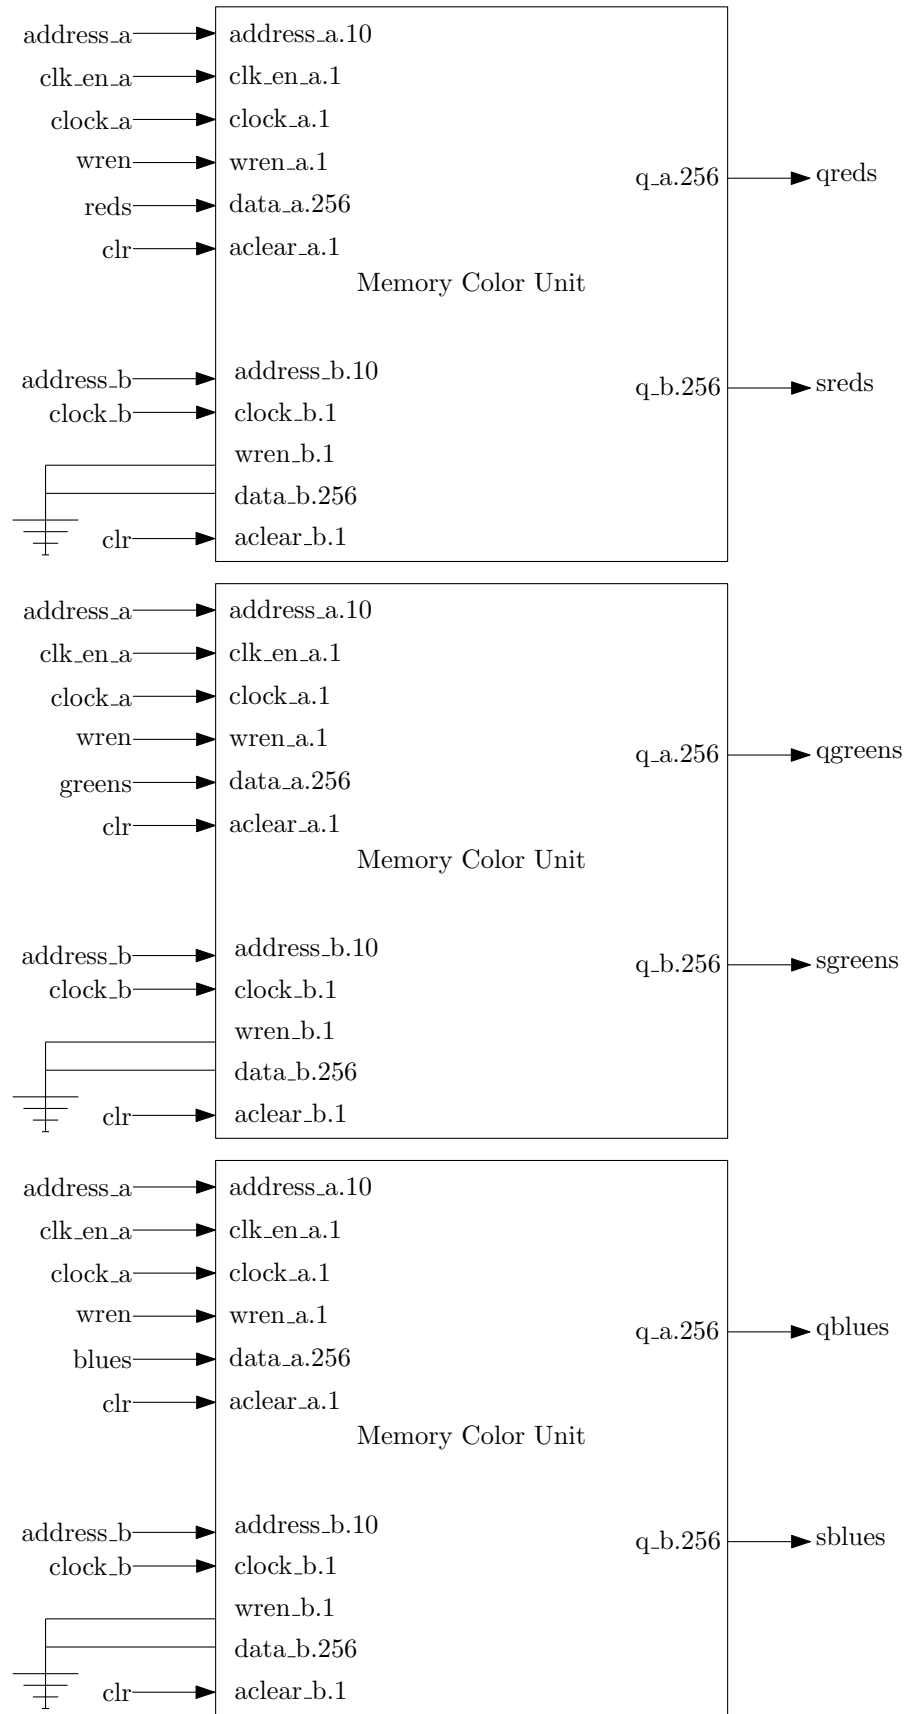 address_a address_a.10
clk_en_a clk_en_a.1
clock_a clock_a.1
wren wren_a.1
q_a.256 qreds
reds data_a.256
clr aclear_a.1
Memory Color Unit
address_b address_b.10
q_b.256 sreds
clock_b clock_b.1
wren_b.1
data_b.256
clr aclear_b.1
address_a address_a.10
clk_en_a clk_en_a.1
clock_a clock_a.1
wren wren_a.1
q_a.256 qgreens
greens data_a.256
clr aclear_a.1
Memory Color Unit
address_b address_b.10
q_b.256 sgreens
clock_b clock_b.1
wren_b.1
data_b.256
clr aclear_b.1
address_a address_a.10
clk_en_a clk_en_a.1
clock_a clock_a.1
wren wren_a.1
q_a.256 qblues
blues data_a.256
clr aclear_a.1
Memory Color Unit
address_b address_b.10
q_b.256 sblues
clock_b clock_b.1
wren_b.1
data_b.256
clr aclear_b.1